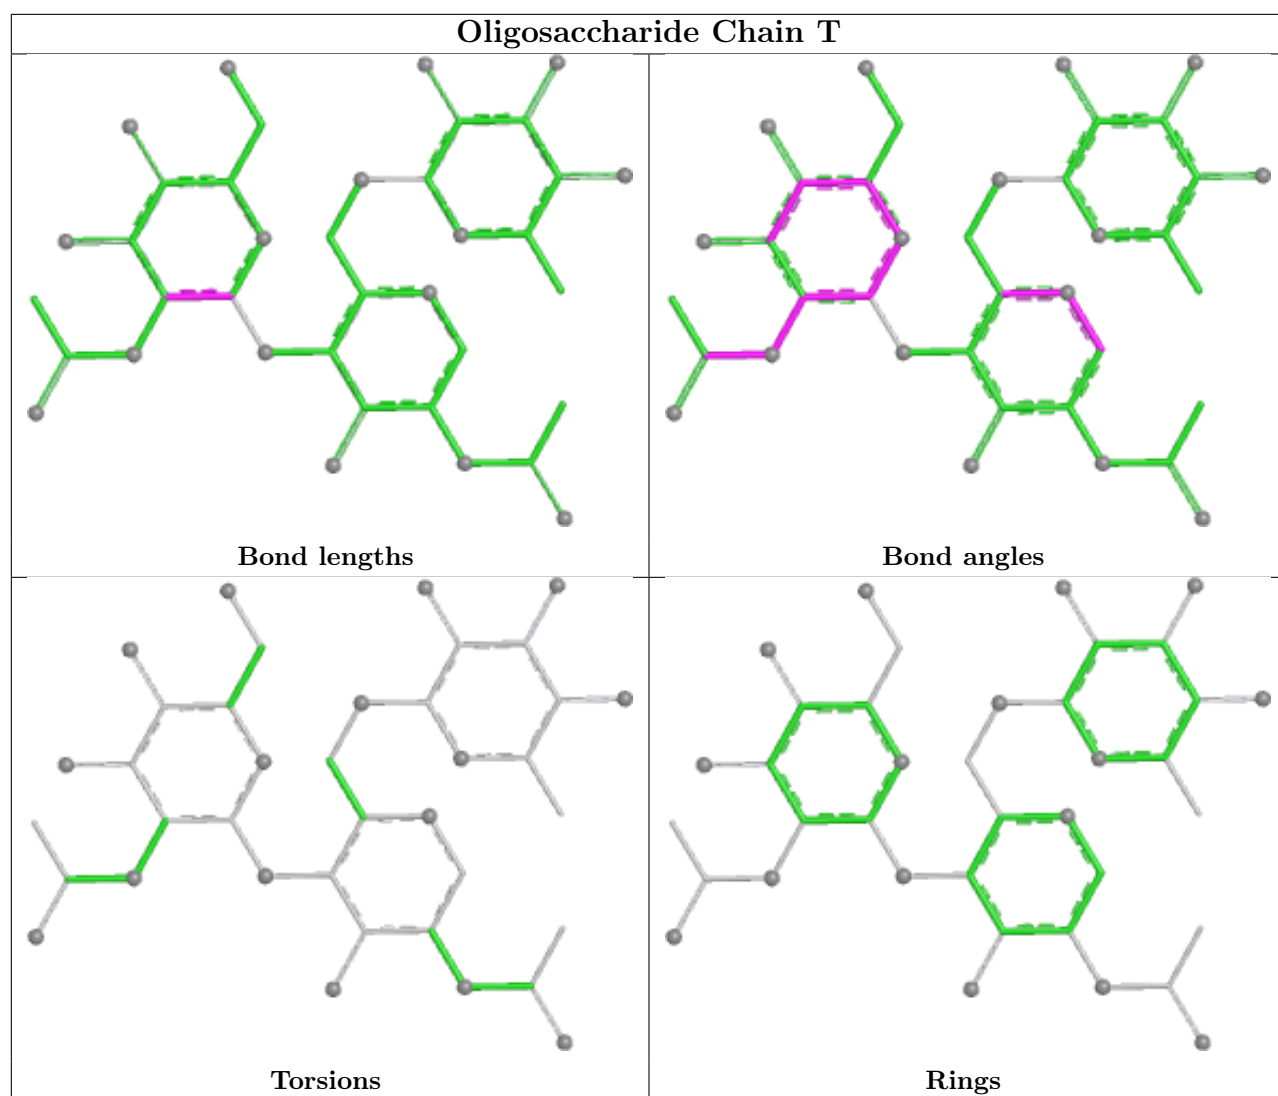 Oligosaccharide Chain T
Bond lengths
Bond angles
Torsions
Rings